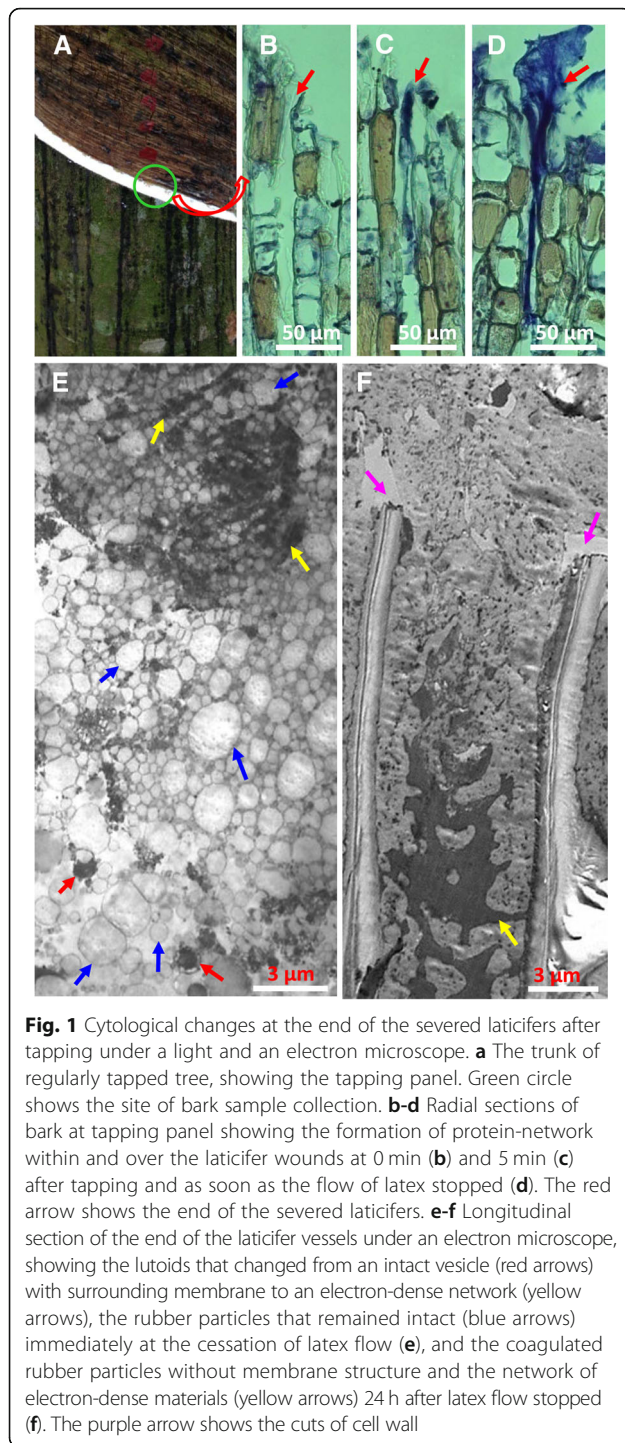 A
B
C
D
50 µm
50 µm
50 µm
E
F
3 µm
3 µm
Fig. 1 Cytological changes at the end of the severed laticifers after
tapping under a light and an electron microscope. a The trunk of
regularly tapped tree, showing the tapping panel. Green circle
shows the site of bark sample collection. b-d Radial sections of
bark at tapping panel showing the formation of protein-network
within and over the laticifer wounds at 0 min (b) and 5 min (c)
after tapping and as soon as the flow of latex stopped (d). The red
arrow shows the end of the severed laticifers. e-f Longitudinal
section of the end of the laticifer vessels under an electron microscope,
showing the lutoids that changed from an intact vesicle (red arrows)
with surrounding membrane to an electron-dense network (yellow
arrows), the rubber particles that remained intact (blue arrows)
immediately at the cessation of latex flow (e), and the coagulated
rubber particles without membrane structure and the network of
electron-dense materials (yellow arrows) 24 h after latex flow stopped
(f). The purple arrow shows the cuts of cell wall